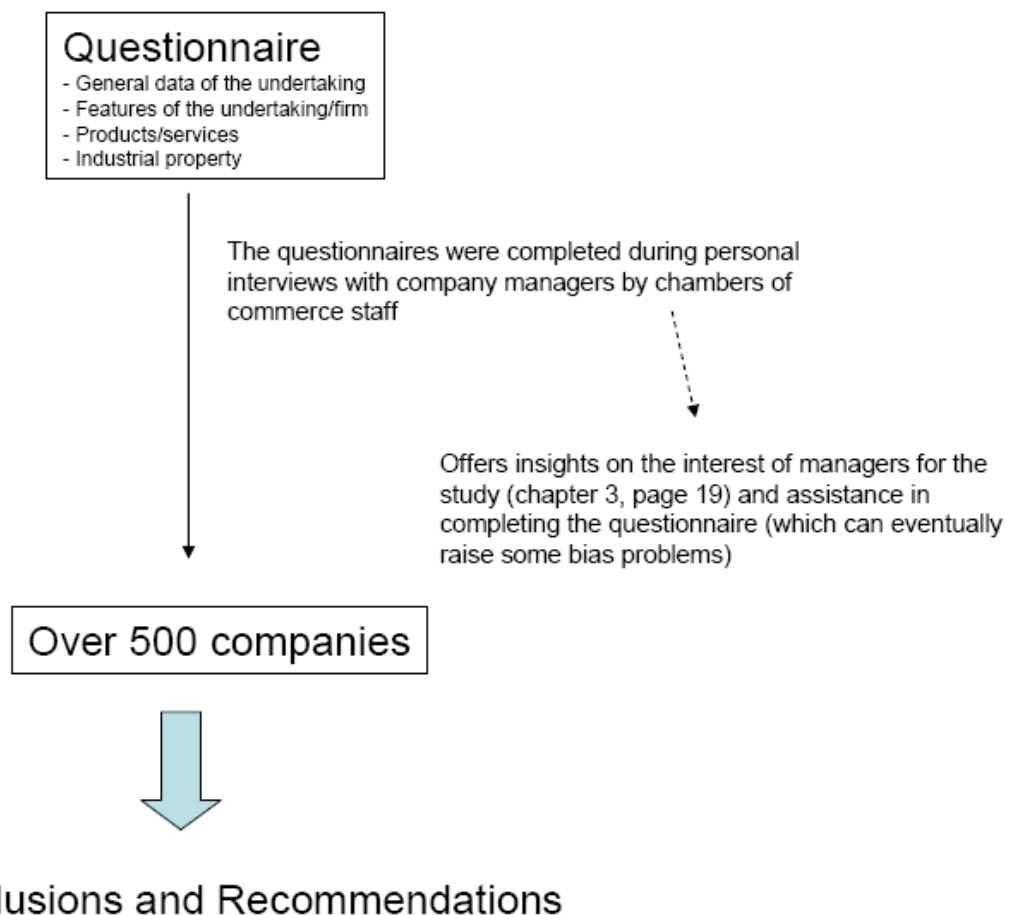 Questionnaire
- General data of the undertaking
- Features of the undertaking/firm
- Products/services
- Industrial property
The questionnaires were completed during personal
interviews with company managers by chambers of
commerce staff
Offers insights on the interest of managers for the
study (chapter 3, page 19) and assistance in
completing the questionnaire (which can eventually
raise some bias problems)
Over 500 companies
and Recommendations